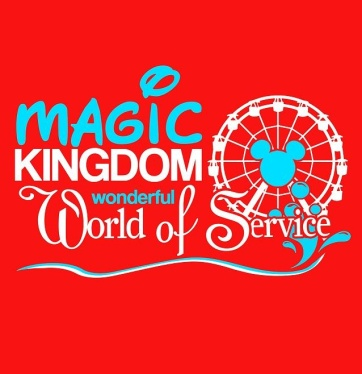 MAGIC
KINGDOM
wonderful
World of Service